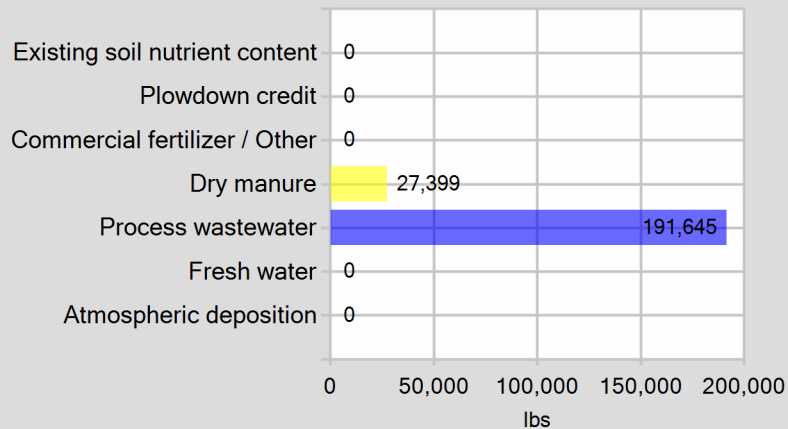 Existing soil nutrient content 0
Plowdown credit 0
Commercial fertilizer / Other 0
Dry manure 27,399
Process wastewater 191,645
Fresh water 0
Atmospheric deposition 0
0 50,000 100,000 150,000 200,000
lbs